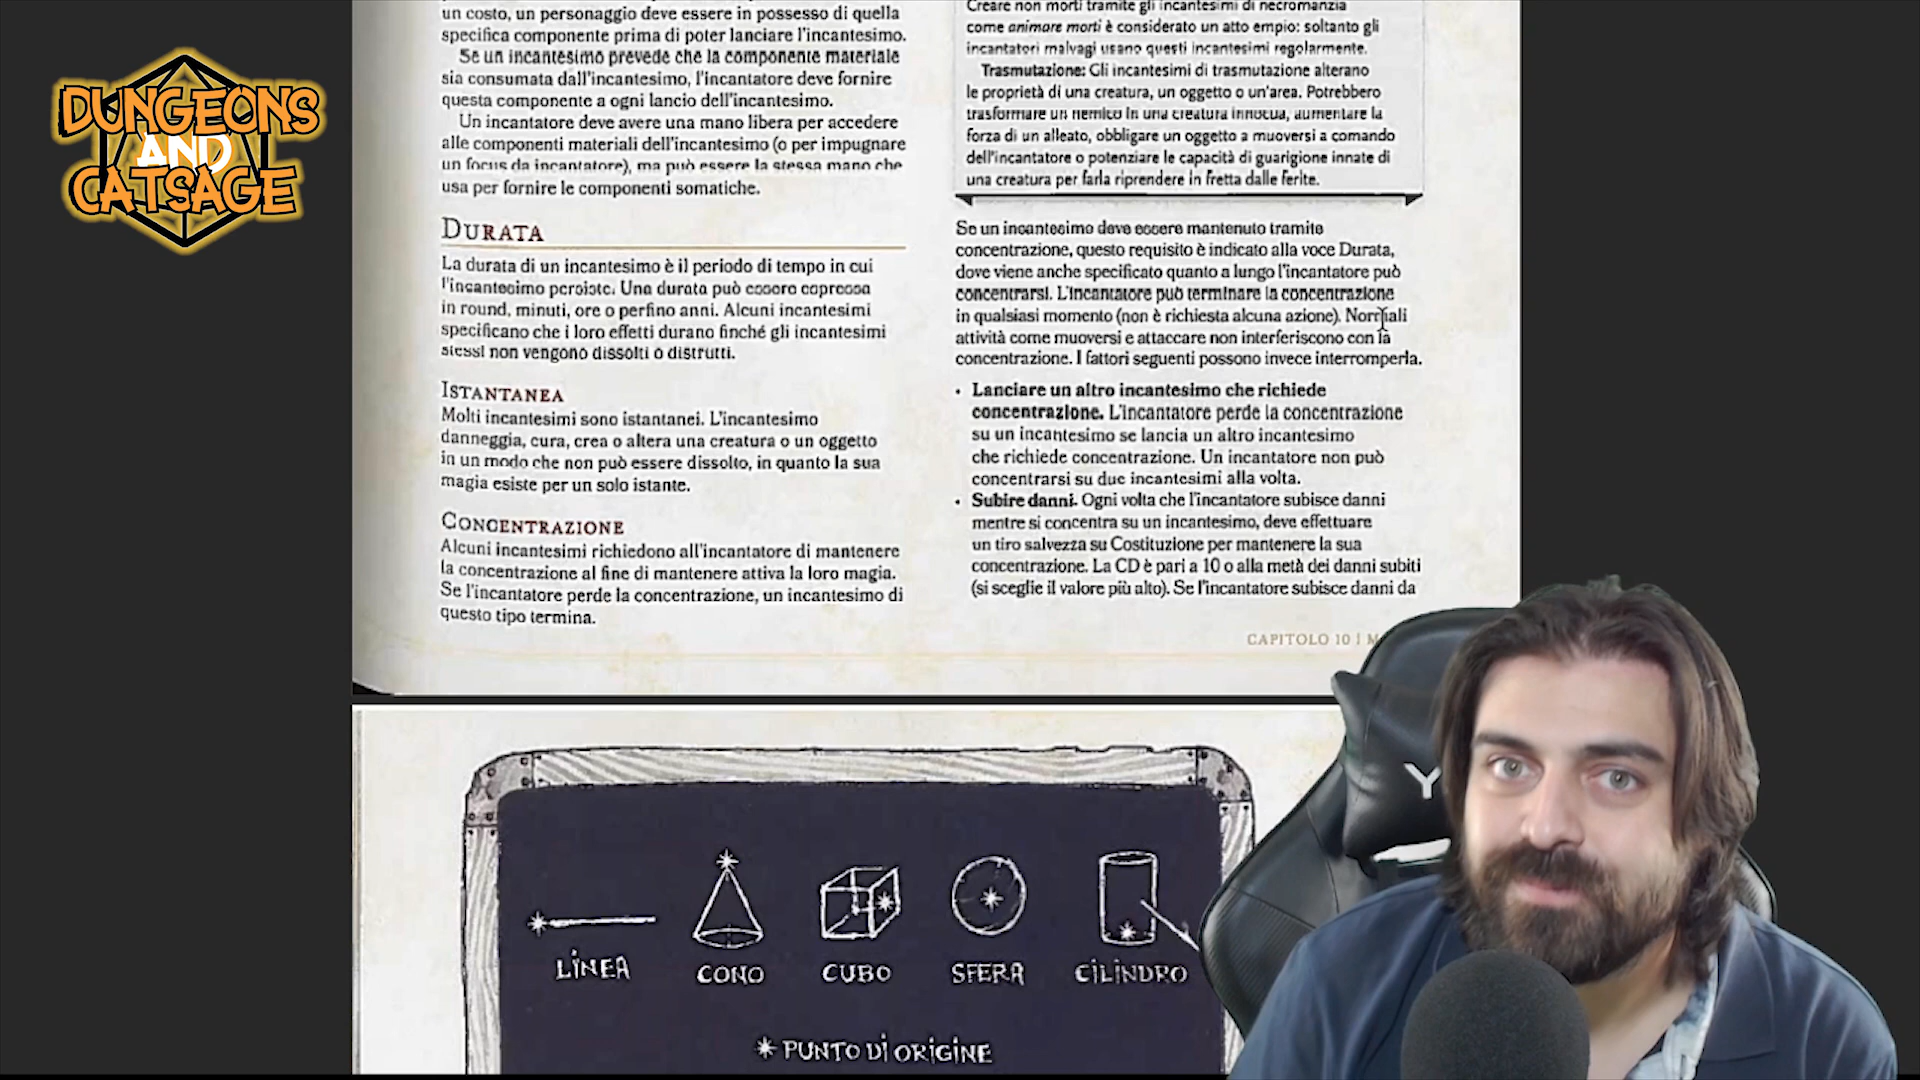 DUNGEONS
AND
CATSAGE
un costo, un personaggio deve essere in possesso di quella
specifica componente prima di poter lanciare l'incantesimo.
Se un incantesimo prevede che la componente materiale
sia consumata dall'incantesimo, l'incantatore deve fornire
questa componente a ogni lancio dell'incantesimo.
Un incantatore deve avere una mano libera per accedere
alle componenti materiali dell'incantesimo (o per impugnare
un focus da incantatore), ma può essere la stessa mano che
usa per fornire le componenti somatiche.
DURATA
La durata di un incantesimo è il periodo di tempo in cui
l'incantesimo persiste. Una durata può essere espressa
in round, minuti, ore o perfino anni. Alcuni incantesimi
specificano che i loro effetti durano finché gli incantesimi
stessi non vengono dissolti o distrutti.
ISTANTANEA
Molti incantesimi sono istantanei. L'incantesimo
danneggia, cura, crea o altera una creatura o un oggetto
in un modo che non può essere dissolto, in quanto la sua
magia esiste per un solo istante.
CONCENTRAZIONE
Alcuni incantesimi richiedono all'incantatore di mantenere
la concentrazione al fine di mantenere attiva la loro magia.
Se l'incantatore perde la concentrazione, un incantesimo di
questo tipo termina.
Creare non morti tramite gli incantesimi di necromanzia
come animare morti è considerato un atto empio: soltanto gli
incantatori malvagi usano questi incantesimi regolarmente.
Trasmutazione: Gli incantesimi di trasmutazione alterano
le proprietà di una creatura, un oggetto o un'area. Potrebbero
trasformare un nemico in una creatura innocua, aumentare la
forza di un alleato, obbligare un oggetto a muoversi a comando
dell'incantatore o potenziare le capacità di guarigione innate di
una creatura per farla riprendere in fretta dalle ferite.
Se un incantesimo deve essere mantenuto tramite
concentrazione, questo requisito è indicato alla voce Durata,
dove viene anche specificato quanto a lungo l'incantatore può
concentrarsi. L'incantatore può terminare la concentrazione
in qualsiasi momento (non è richiesta alcuna azione). Normali
attività come muoversi e attaccare non interferiscono con la
concentrazione. I fattori seguenti possono invece interromperla.
• Lanciare un altro incantesimo che richiede
concentrazione. L'incantatore perde la concentrazione
su un incantesimo se lancia un altro incantesimo
che richiede concentrazione. Un incantatore non può
concentrarsi su due incantesimi alla volta.
• Subire danni. Ogni volta che l'incantatore subisce danni
mentre si concentra su un incantesimo, deve effettuare
un tiro salvezza su Costituzione per mantenere la sua
concentrazione. La CD è pari a 10 o alla metà dei danni subiti
(si sceglie il valore più alto). Se l'incantatore subisce danni da
CAPITOLO 10 |
LINEA
CONO
CUBO
SFERA
CILINDRO
* PUNTO DI ORIGINE
Y